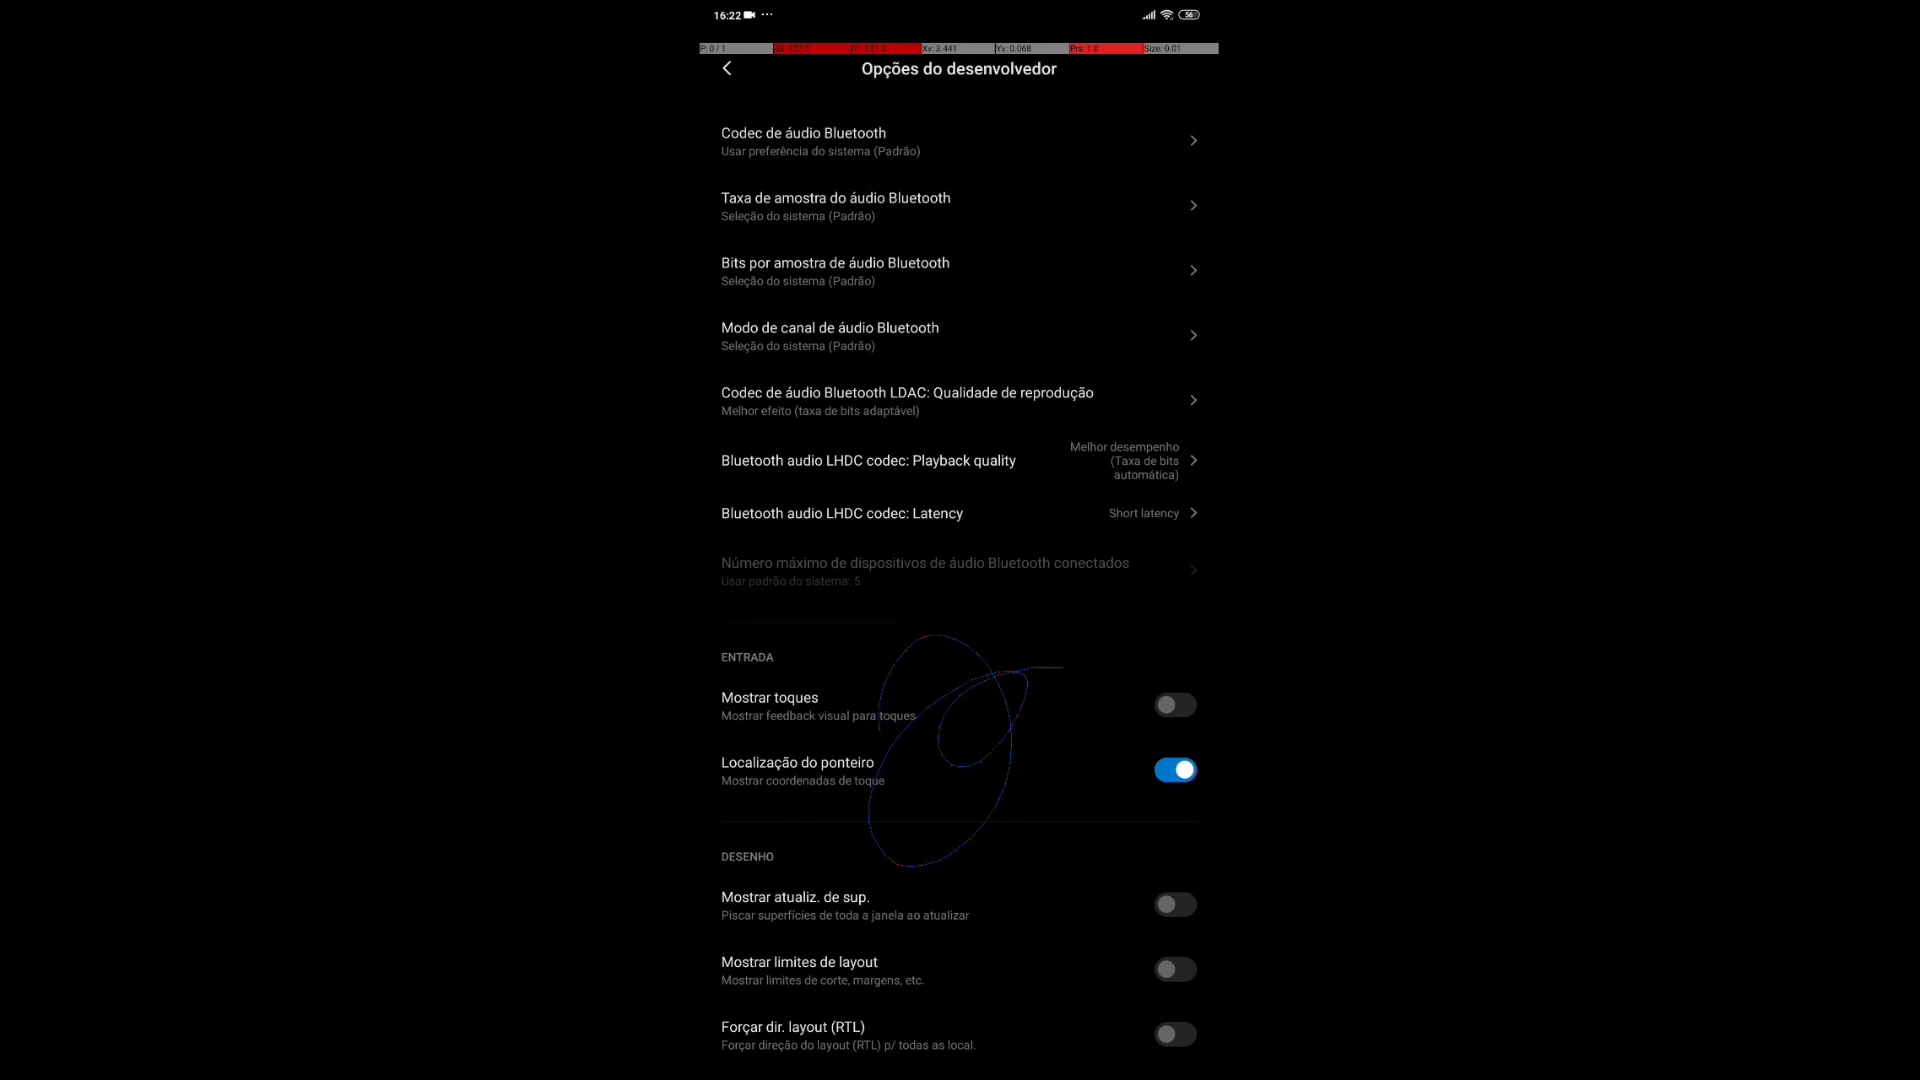 16:22 ...
56
P: 0 / 1
Xv: 3.441
Yv: 0.068
Prs: 1.0
Size: 0.01
Opções do desenvolvedor
Codec de áudio Bluetooth
Usar preferência do sistema (Padrão)
Taxa de amostra do áudio Bluetooth
Seleção do sistema (Padrão)
Bits por amostra de áudio Bluetooth
Seleção do sistema (Padrão)
Modo de canal de áudio Bluetooth
Seleção do sistema (Padrão)
Codec de áudio Bluetooth LDAC: Qualidade de reprodução
Melhor efeito (taxa de bits adaptável)
Bluetooth audio LHDC codec: Playback quality
Melhor desempenho
(Taxa de bits
automática)
Bluetooth audio LHDC codec: Latency
Short latency
Número máximo de dispositivos de áudio Bluetooth conectados
Usar padrão do sistema: 5
ENTRADA
Mostrar toques
Mostrar feedback visual para toques
Localização do ponteiro
Mostrar coordenadas de toque
DESENHO
Mostrar atualiz. de sup.
Piscar superfícies de toda a janela ao atualizar
Mostrar limites de layout
Mostrar limites de corte, margens, etc.
Forçar dir. layout (RTL)
Forçar direção do layout (RTL) p/ todas as local.